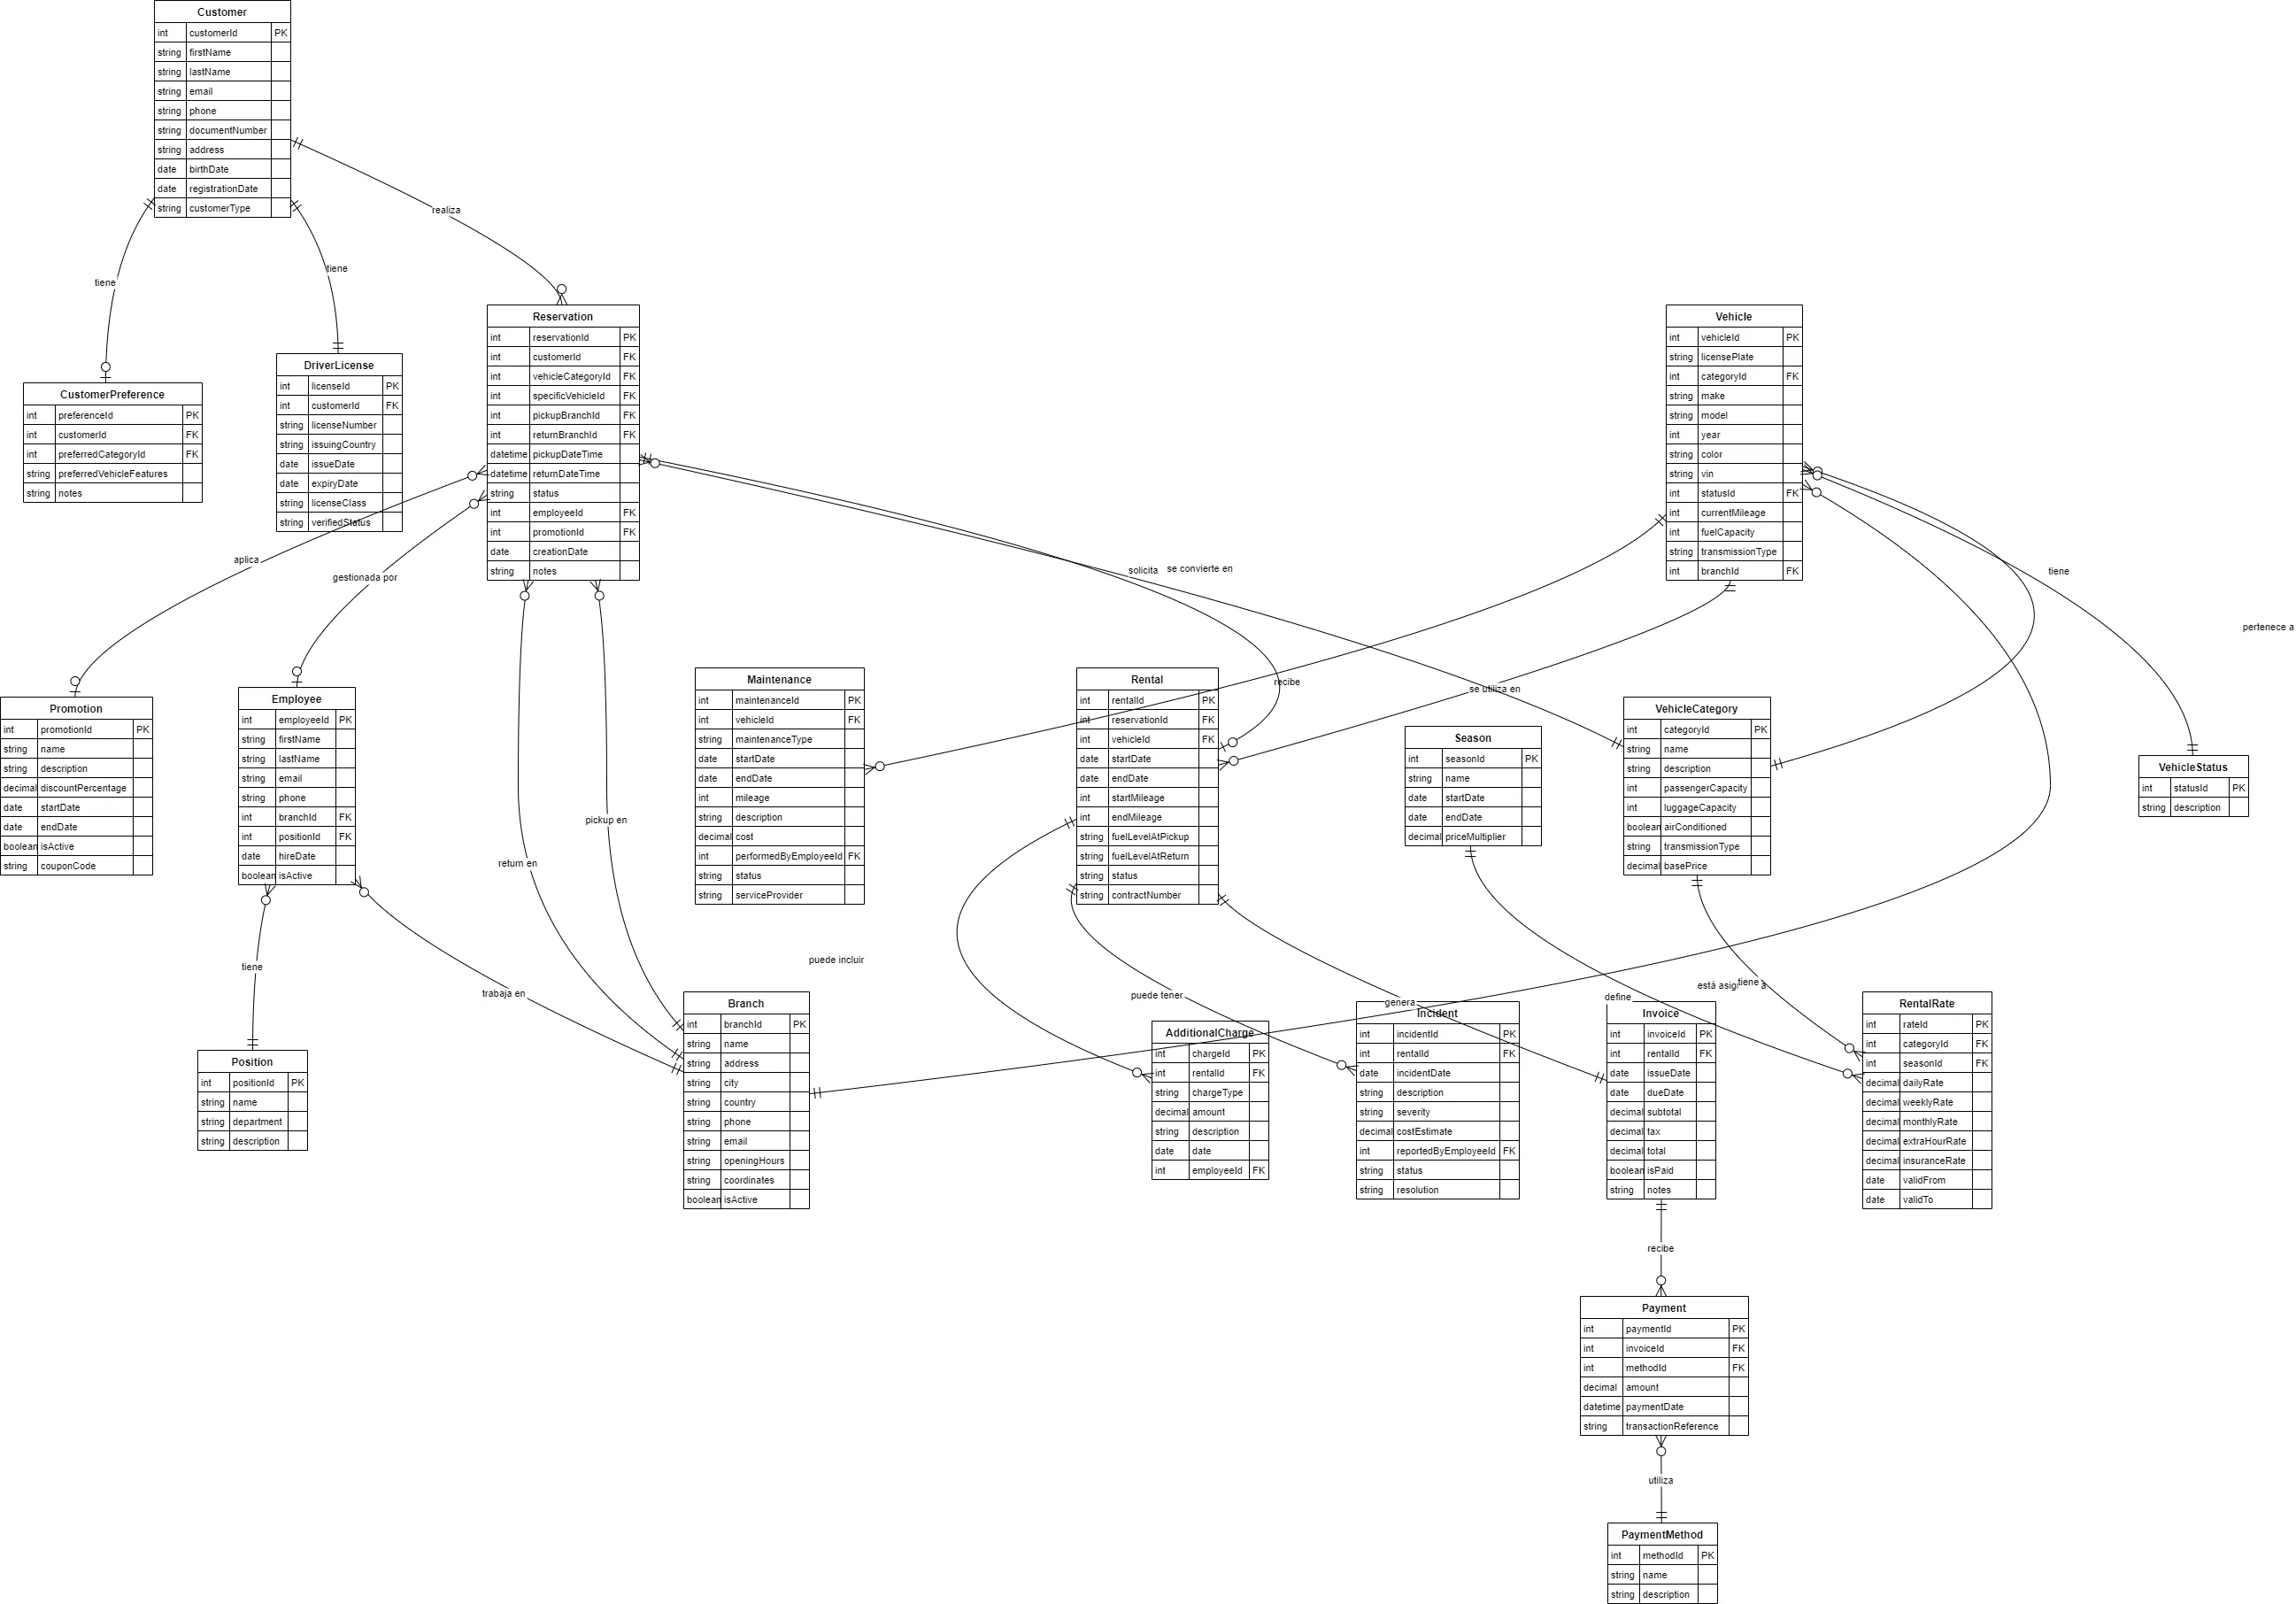 Customer
int customerId PK
string firstName
string lastName
string email
string phone
string documentNumber
string address
date birthDate
date registrationDate
string customerType
realiza
tiene
tiene
Reservation
int reservationId PK
int customerId FK
int vehicleCategoryId FK
int specificVehicleId FK
int pickupBranchId FK
int returnBranchId FK
datetime pickupDateTime
datetime returnDateTime
string status
int employeeId FK
int promotionId FK
date creationDate
string notes
Vehicle
int vehicleId PK
string licensePlate
int categoryId FK
string make
string model
int year
string color
string vin
int statusId FK
int currentMileage
int fuelCapacity
string transmissionType
int branchId FK
DriverLicense
int licenseId PK
int customerId FK
string licenseNumber
string issuingCountry
date issueDate
date expiryDate
string licenseClass
string verifiedStatus
CustomerPreference
int preferenceId PK
int customerId FK
int preferredCategoryId FK
string preferredVehicleFeatures
string notes
aplica
gestionada por
solicita
se convierte en
tiene
pertenece a
recibe
se utiliza en
Promotion
int promotionId PK
string name
string description
decimal discountPercentage
date startDate
date endDate
boolean isActive
string couponCode
Employee
int employeeId PK
string firstName
string lastName
string email
string phone
int branchId FK
int positionId FK
date hireDate
boolean isActive
Maintenance
int maintenanceId PK
int vehicleId FK
string maintenanceType
date startDate
date endDate
int mileage
string description
decimal cost
int performedByEmployeeId FK
string status
string serviceProvider
Rental
int rentalId PK
int reservationId FK
int vehicleId FK
date startDate
date endDate
int startMileage
int endMileage
string fuelLevelAtPickup
string fuelLevelAtReturn
string status
string contractNumber
Season
int seasonId PK
string name
date startDate
date endDate
decimal priceMultiplier
VehicleCategory
int categoryId PK
string name
string description
int passengerCapacity
int luggageCapacity
boolean airConditioned
string transmissionType
decimal basePrice
VehicleStatus
int statusId PK
string description
pickup en
return en
tiene
trabaja en
puede incluir
puede tener
genera
define
está asig
tiene
a
Position
int positionId PK
string name
string department
string description
Branch
int branchId PK
string name
string address
string city
string country
string phone
string email
string openingHours
string coordinates
boolean isActive
AdditionalCharge
int chargeId PK
int rentalId FK
string chargeType
decimal amount
string description
date date
int employeeId FK
Incident
int incidentId PK
int rentalId FK
date incidentDate
string description
string severity
decimal costEstimate
int reportedByEmployeeId FK
string status
string resolution
Invoice
int invoiceId PK
int rentalId FK
date issueDate
date dueDate
decimal subtotal
decimal tax
decimal total
boolean isPaid
string notes
RentalRate
int rateId PK
int categoryId FK
int seasonId FK
decimal dailyRate
decimal weeklyRate
decimal monthlyRate
decimal extraHourRate
decimal insuranceRate
date validFrom
date validTo
recibe
Payment
int paymentId PK
int invoiceId FK
int methodId FK
decimal amount
datetime paymentDate
string transactionReference
utiliza
PaymentMethod
int methodId PK
string name
string description